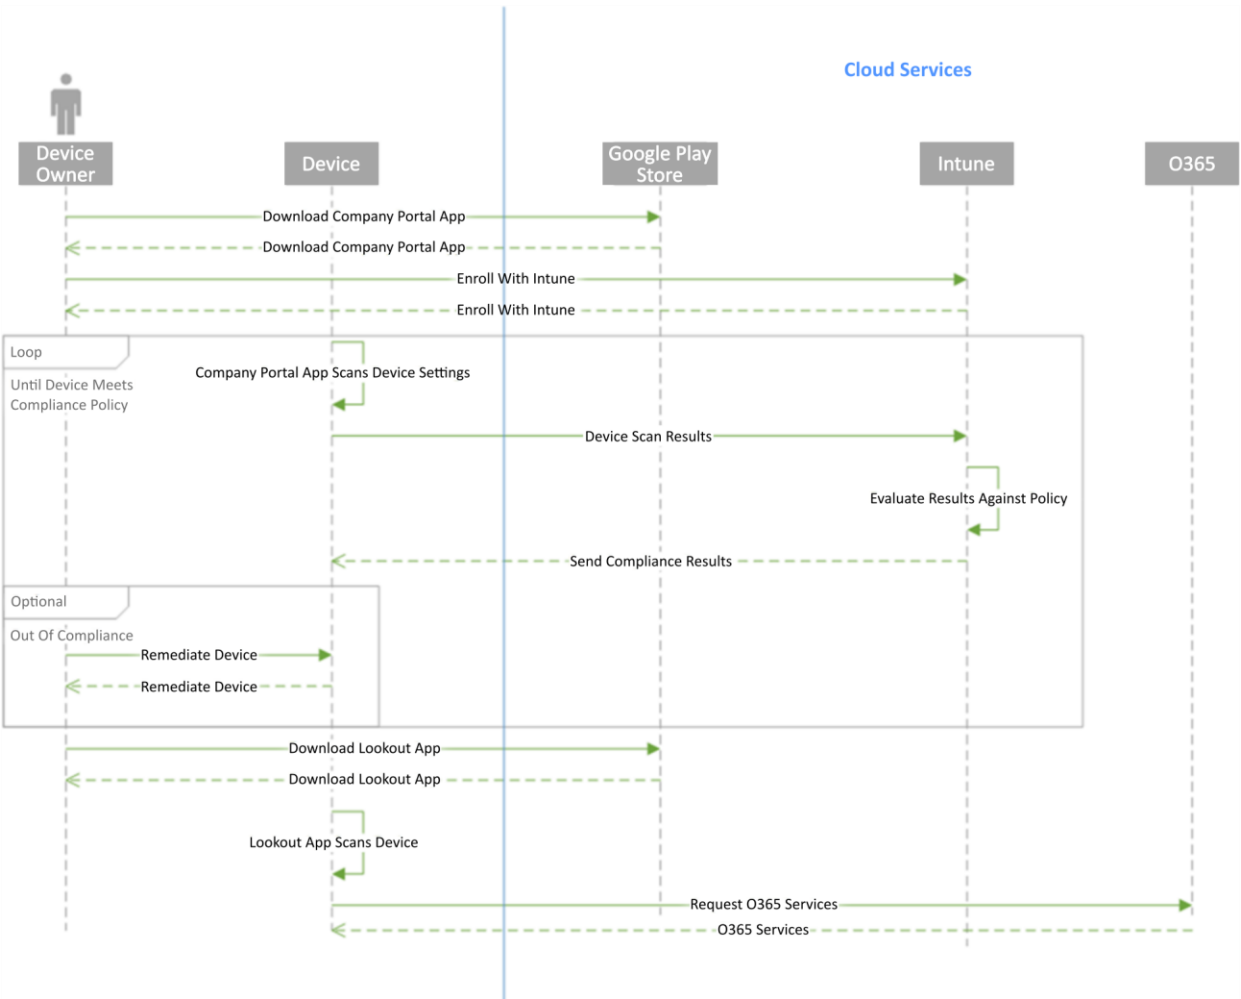 Cloud Services
Device
Owner
Device
Google Play
Store
Intune
O365
Download Company Portal App
Download Company Portal App
Enroll With Intune
Enroll With Intune
Loop
Until Device Meets
Compliance Policy
Company Portal App Scans Device Settings
Device Scan Results
Evaluate Results Against Policy
Send Compliance Results
Optional
Out Of Compliance
Remediate Device
Remediate Device
Download Lookout App
Download Lookout App
Lookout App Scans Device
Request O365 Services
O365 Services